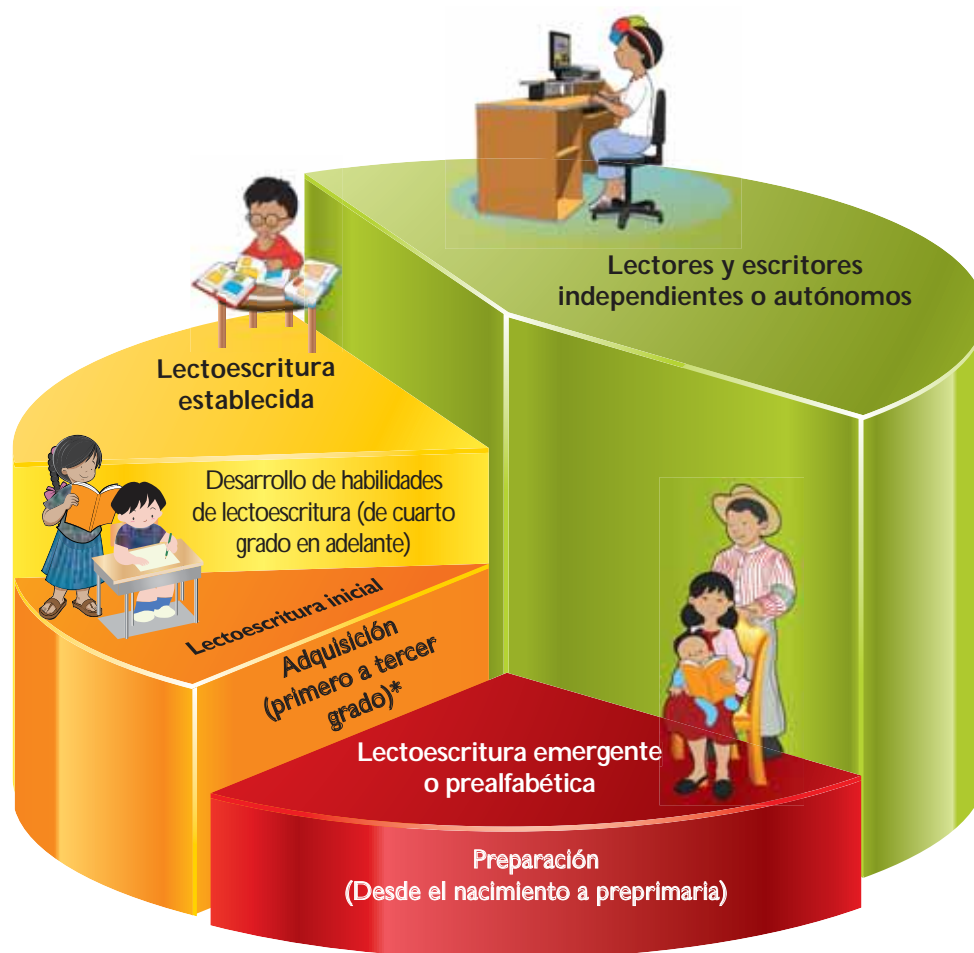 Lectores y escritores
independientes o autónomos
Lectoescritura
establecida
Desarrollo de habilidades
de lectoescritura (de cuarto
grado en adelante)
Lectoescritura inicial
Adquisición
(primero a tercer
grado)*
Lectoescritura emergente
o prealfabética
Preparación
(Desde el nacimiento a preprimaria)